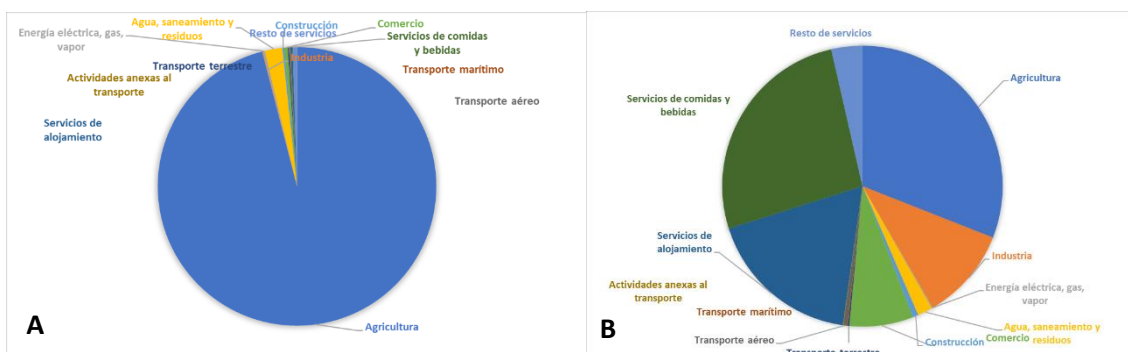 Energía eléctrica, gas,
vapor
Agua, saneamiento y
residuos
Construcción
Resto de servicios
Comercio
Servicios de comidas
y bebidas
Industria
Transporte terrestre
Transporte marítimo
Actividades anexas al
transporte
Transporte aéreo
Servicios de
alojamiento
Agricultura
A
Resto de servicios
Agricultura
Servicios de comidas y
bebidas
Servicios de
alojamiento
Industria
Actividades anexas al
transporte
Energía eléctrica, gas,
vapor
Transporte marítimo
Agua, saneamiento y
residuos
Transporte aéreo
Construcción
Comercio
Transporte terrestre
B